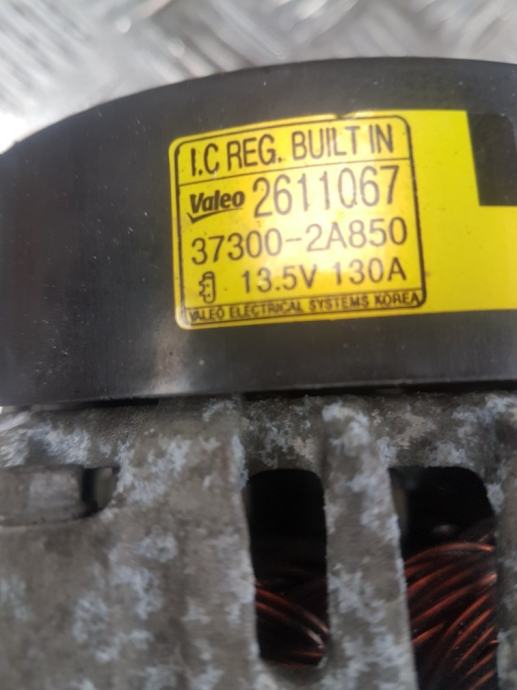 I.C REG. BUILT IN
Valeo 2611067
37300-2A850
13.5V 130A
VALEO ELECTRICAL SYSTEMS KOREA